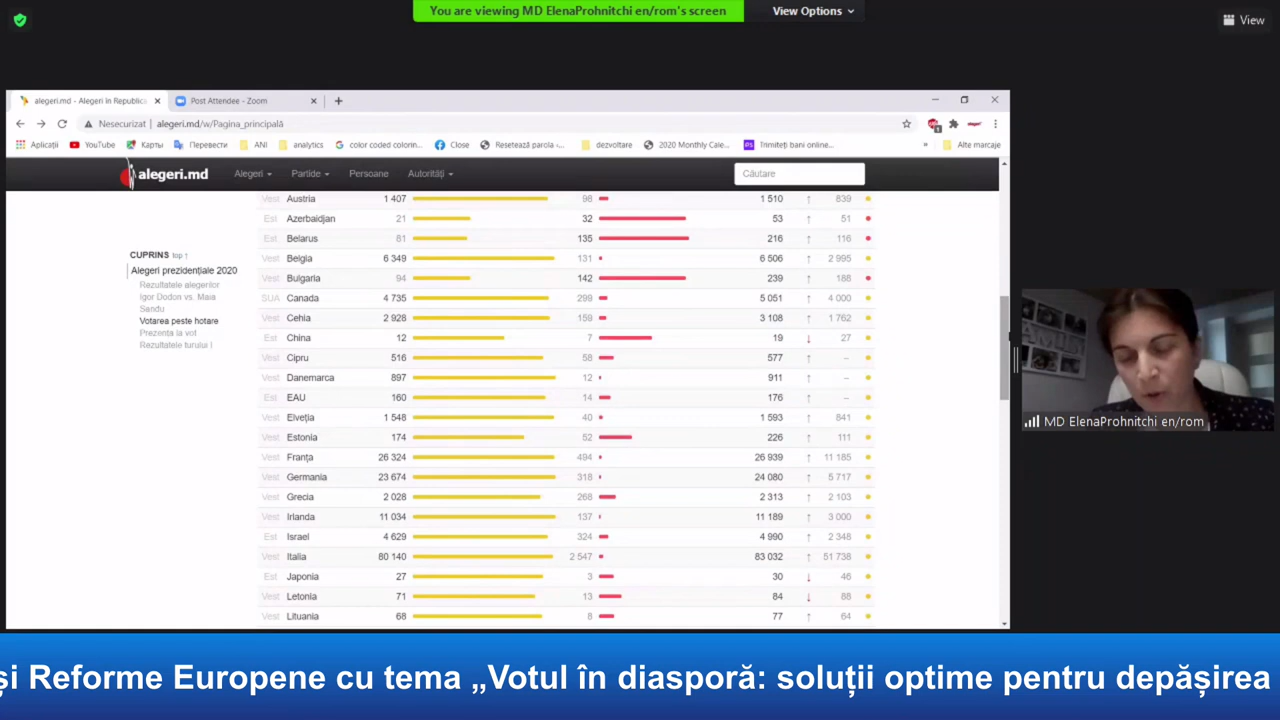 You are viewing MD ElenaProhnitchi en/rom's screen
View Options
View
alegeri.md - Alegeri în Republica
Post Attendee - Zoom
Nesecurizat | alegeri.md/w/Pagina_principală
Aplicații
YouTube
Карты
Перевести
ANI
analytics
color coded colorin...
Close
Resetează parola -...
dezvoltare
2020 Monthly Cale...
Trimiteți bani online...
»
Alte marcaje
alegeri.md
Alegeri
Partide
Persoane
Autorități
Căutare
CUPRINS top ↑
Alegeri prezidențiale 2020
Rezultatele alegerilor
Igor Dodon vs. Maia
Sandu
Votarea peste hotare
Prezența la vot
Rezultatele turului I
Vest Austria 1 407 98 1 510 ↑ 839
Est Azerbaidjan 21 32 53 ↑ 51
Est Belarus 81 135 216 ↑ 116
Vest Belgia 6 349 131 6 506 ↑ 2 995
Vest Bulgaria 94 142 239 ↑ 188
SUA Canada 4 735 299 5 051 ↑ 4 000
Vest Cehia 2 928 159 3 108 ↑ 1 762
Est China 12 7 19 ↓ 27
Vest Cipru 516 58 577 ↑ –
Vest Danemarca 897 12 911 ↑ –
Est EAU 160 14 176 ↑ –
Vest Elveția 1 548 40 1 593 ↑ 841
Vest Estonia 174 52 226 ↑ 111
Vest Franța 26 324 494 26 939 ↑ 11 185
Vest Germania 23 674 318 24 080 ↑ 5 717
Vest Grecia 2 028 268 2 313 ↑ 2 103
Vest Irlanda 11 034 137 11 189 ↑ 3 000
Est Israel 4 629 324 4 990 ↑ 2 348
Vest Italia 80 140 2 547 83 032 ↑ 51 738
Est Japonia 27 3 30 ↓ 46
Vest Letonia 71 13 84 ↓ 88
Vest Lituania 68 8 77 ↑ 64
MD ElenaProhnitchi en/rom
și Reforme Europene cu tema „Votul în diasporă: soluții optime pentru depășirea